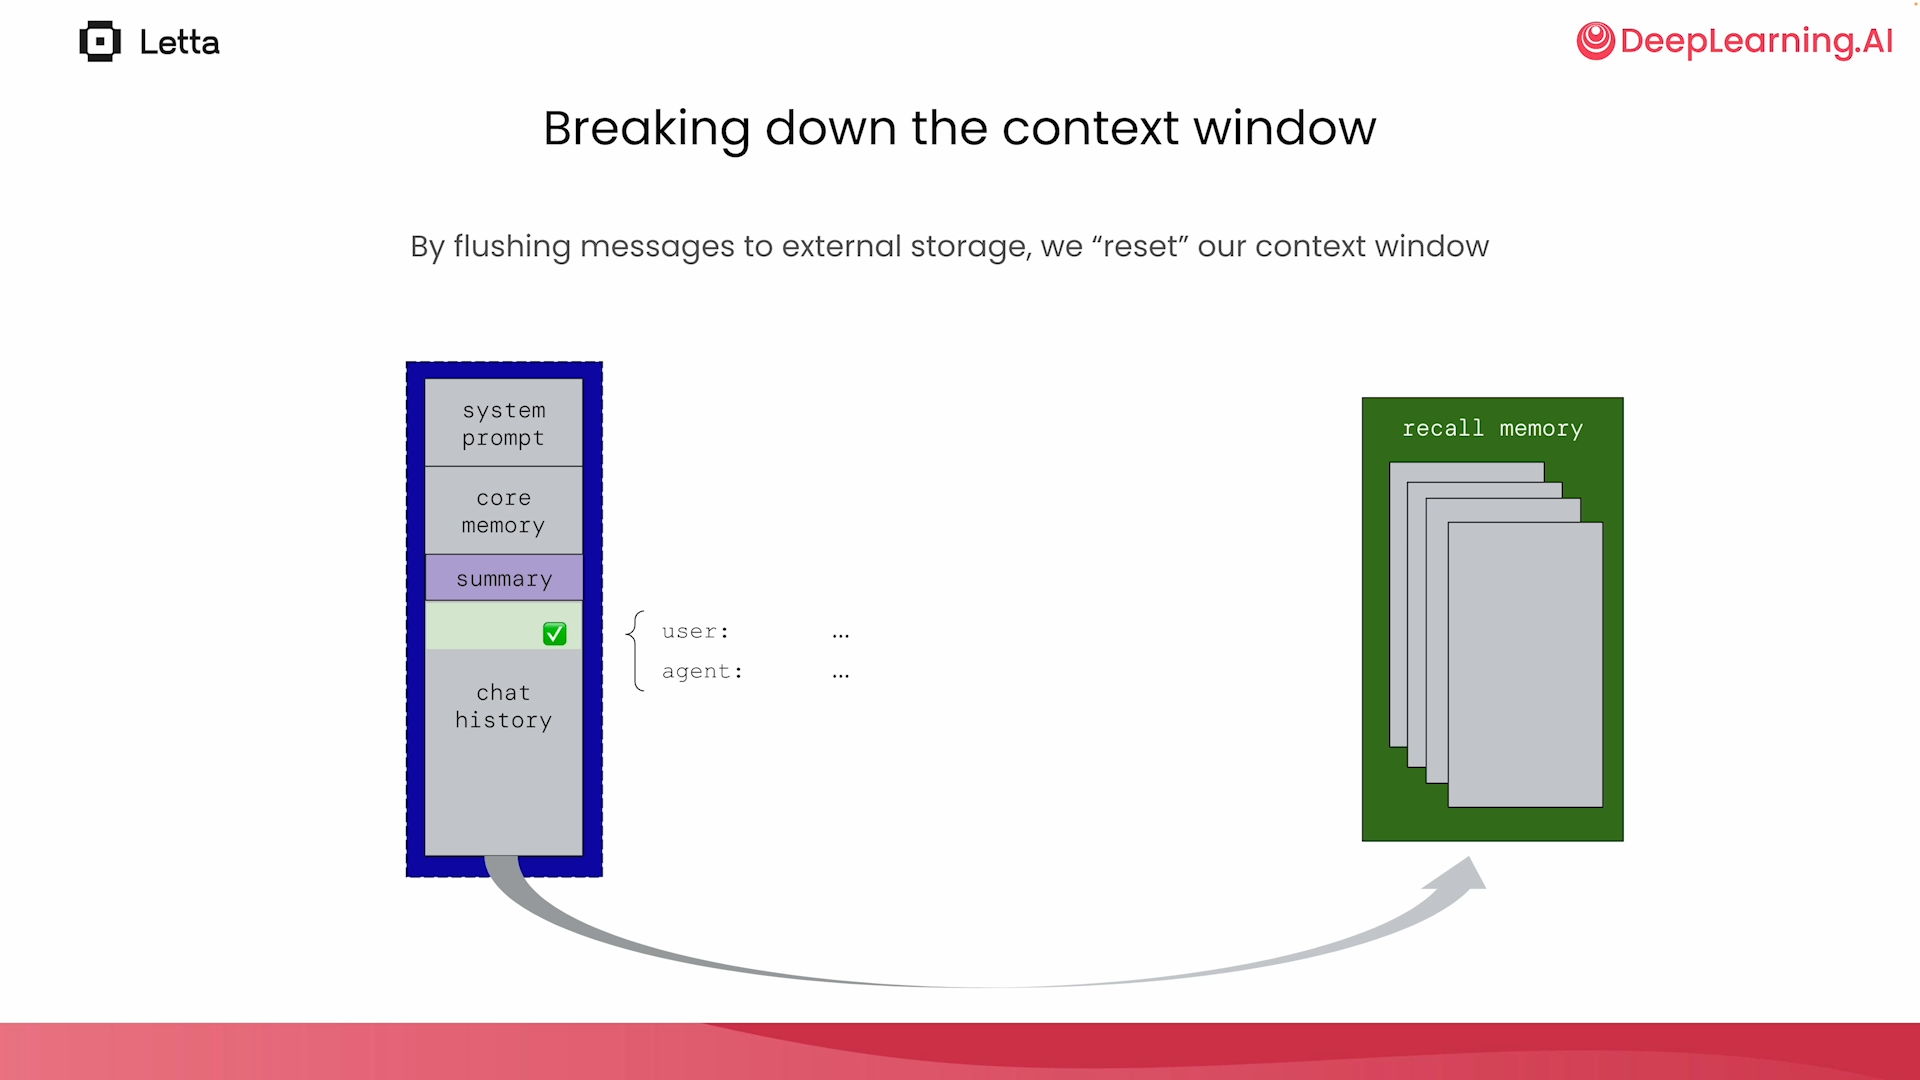 Letta
DeepLearning.AI
Breaking down the context window
By flushing messages to external storage, we “reset” our context window
system
prompt
core
memory
summary
user: ...
agent: ...
chat
history
recall memory